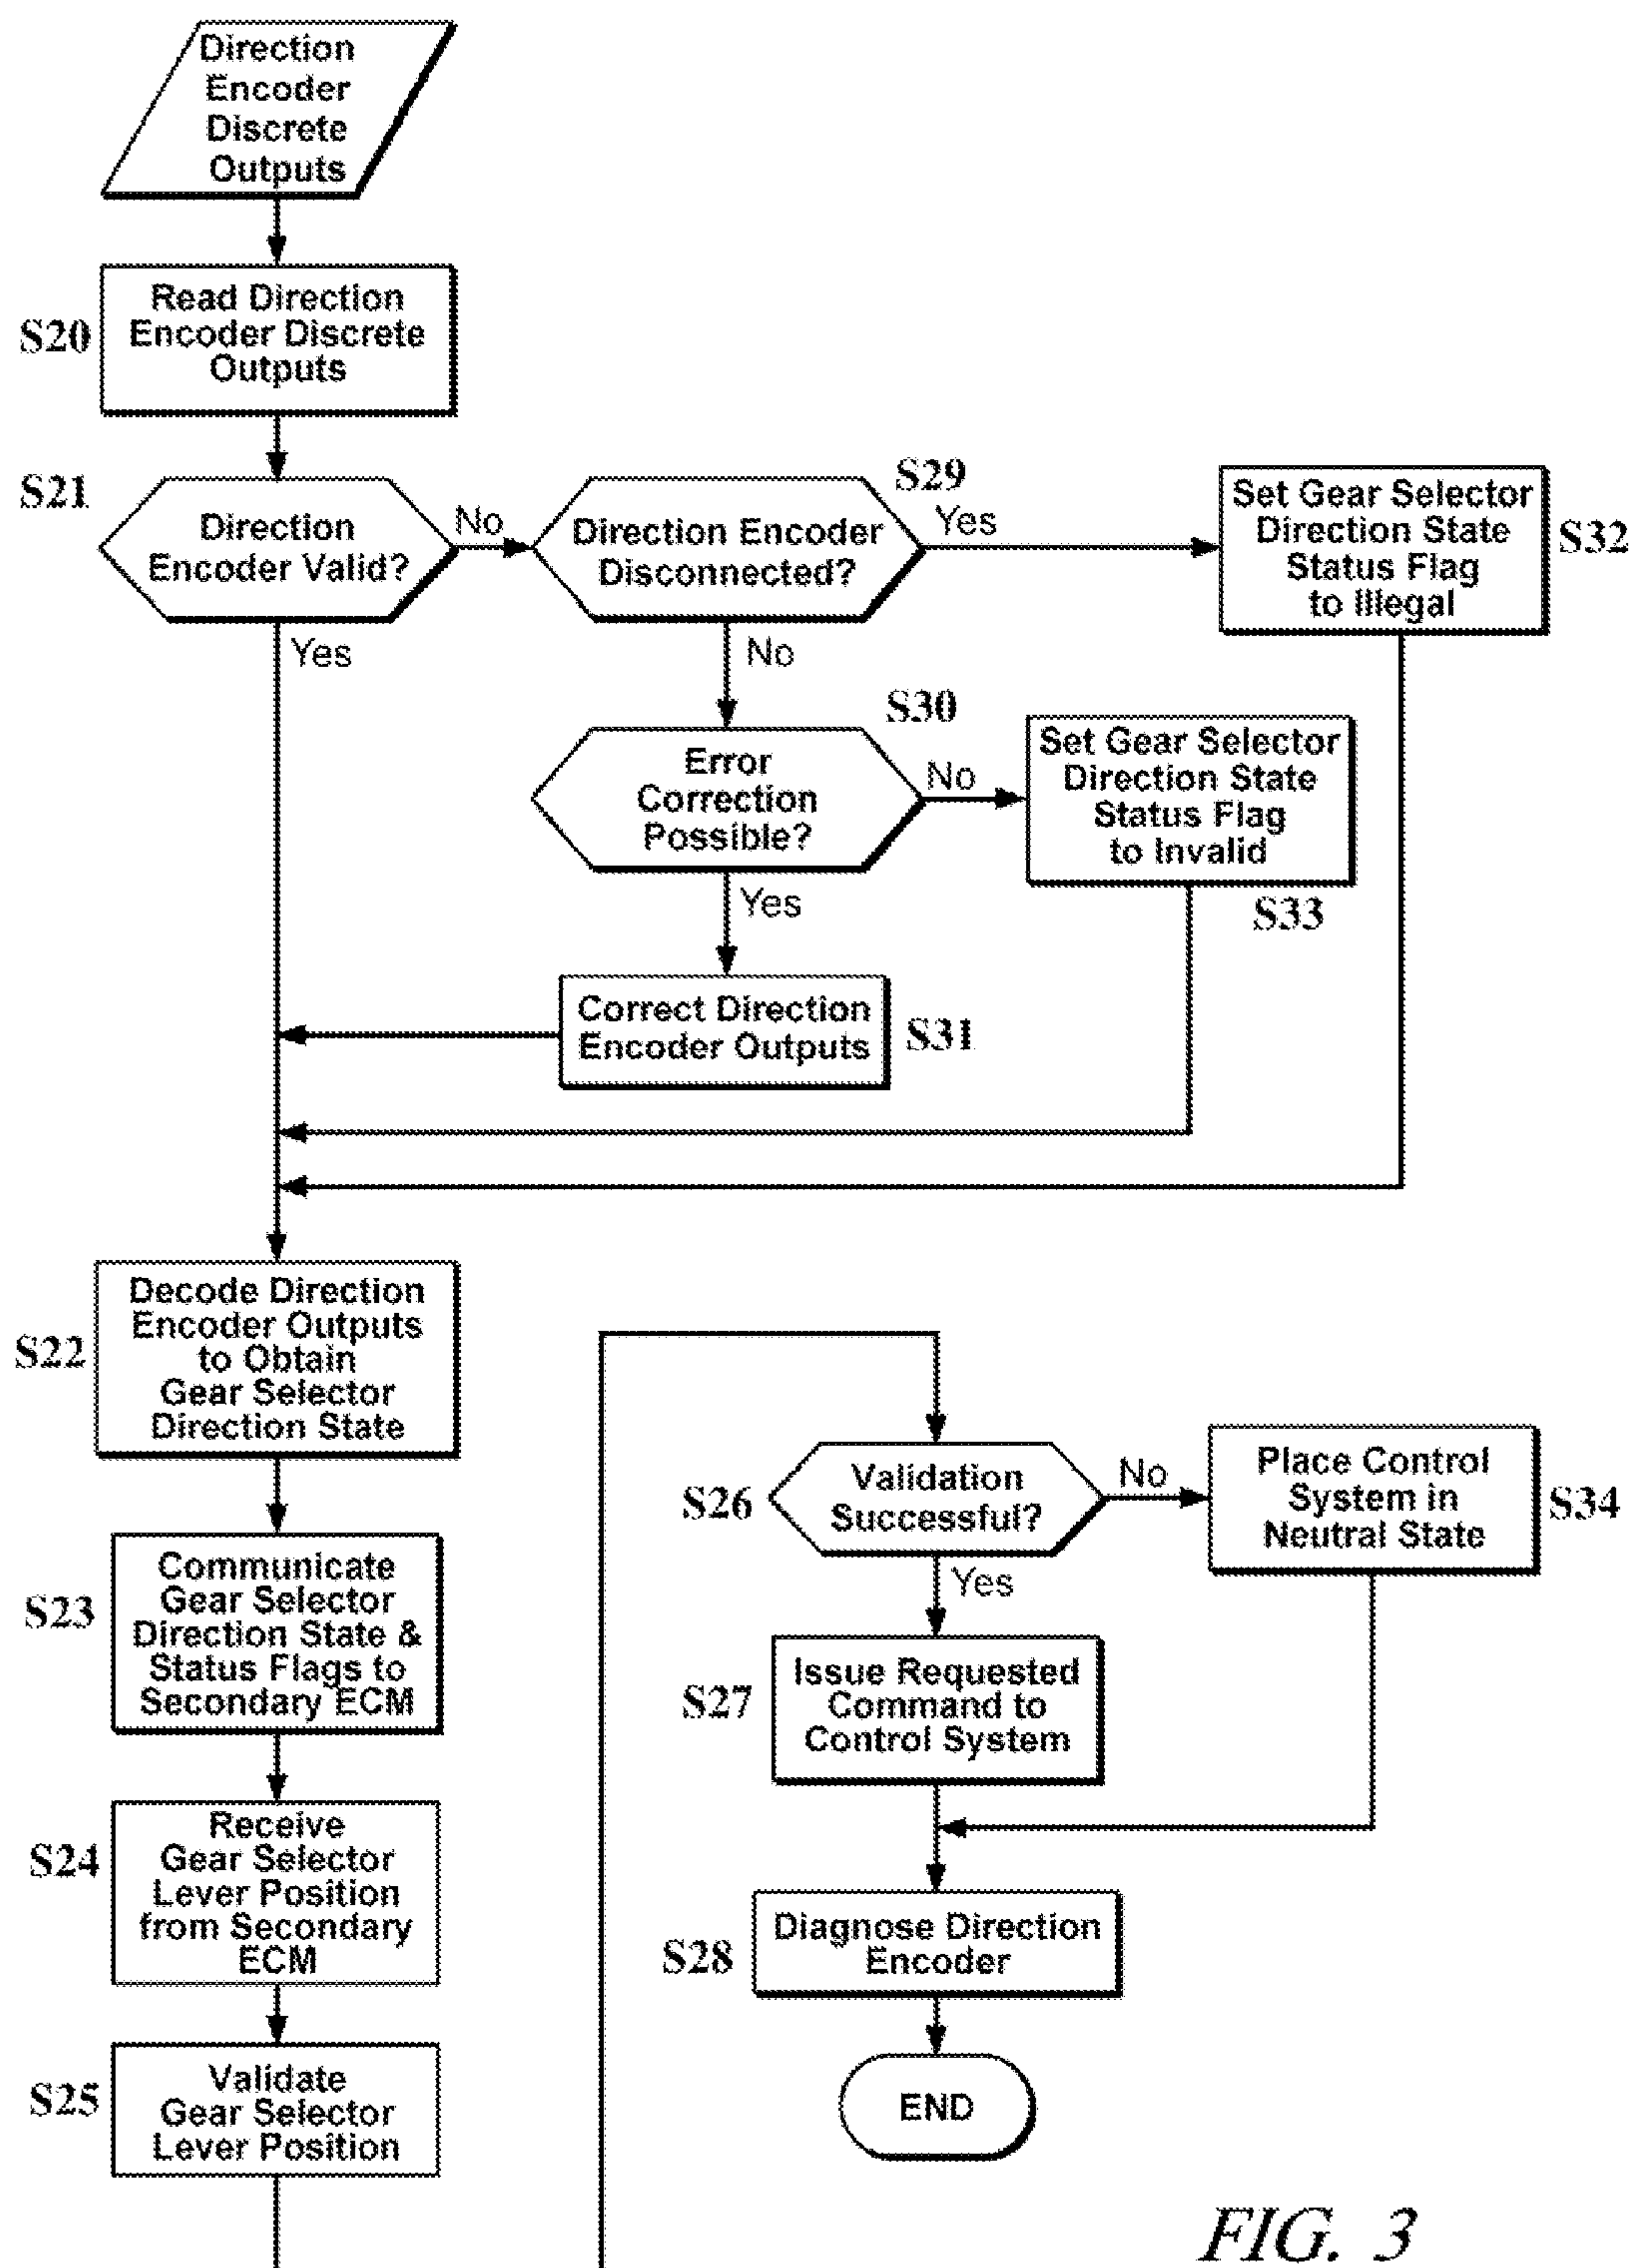 Direction
Encoder
Discrete
Outputs
S20
Read Direction
Encoder Discrete
Outputs
S21
Direction
Encoder Valid?
No
Yes
S29
Direction Encoder
Disconnected?
Yes
No
Set Gear Selector
Direction State
Status Flag
to Illegal
S32
S30
Error
Correction
Possible?
No
Yes
Set Gear Selector
Direction State
Status Flag
to Invalid
S33
Correct Direction
Encoder Outputs
S31
S22
Decode Direction
Encoder Outputs
to Obtain
Gear Selector
Direction State
S23
Communicate
Gear Selector
Direction State &
Status Flags to
Secondary ECM
S24
Receive
Gear Selector
Lever Position
from Secondary
ECM
S25
Validate
Gear Selector
Lever Position
S26
Validation
Successful?
No
Yes
Place Control
System in
Neutral State
S34
S27
Issue Requested
Command to
Control System
S28
Diagnose Direction
Encoder
END
FIG. 3